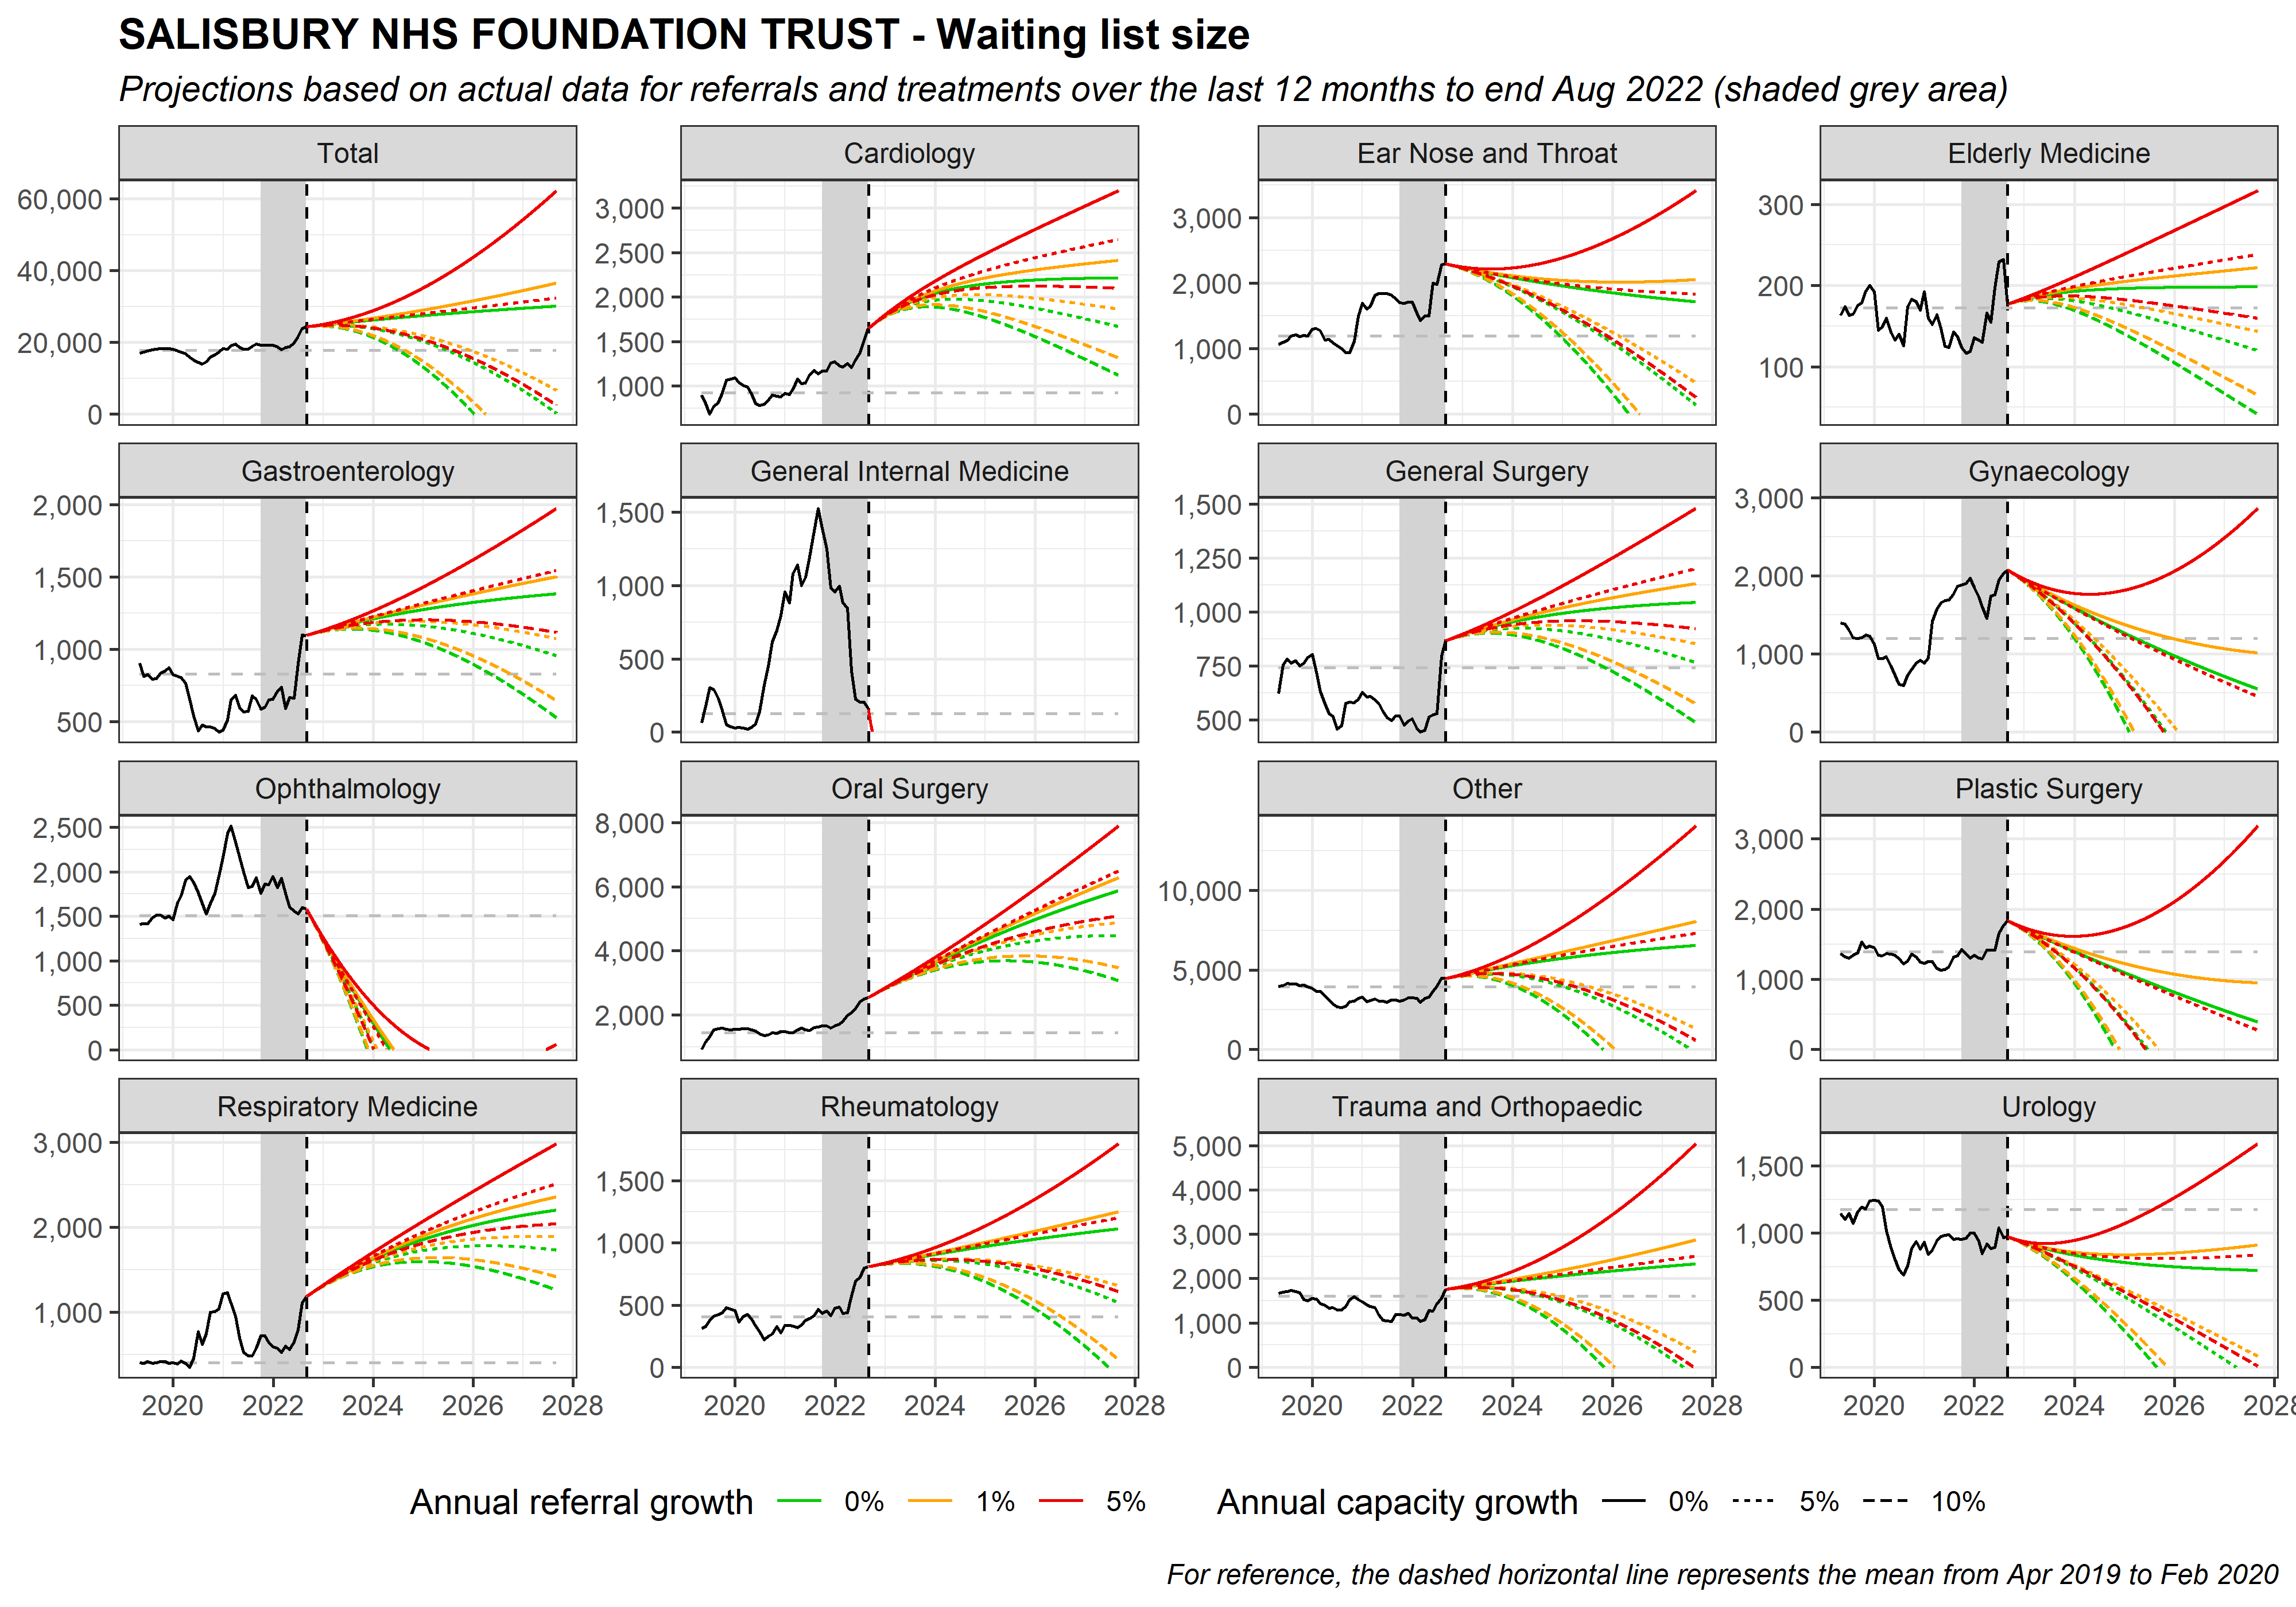 SALISBURY NHS FOUNDATION TRUST - Waiting list size
Projections based on actual data for referrals and treatments over the last 12 months to end Aug 2022 (shaded grey area)
Total
Cardiology
Ear Nose and Throat
Elderly Medicine
60,000
40,000
20,000
0
3,000
2,500
2,000
1,500
1,000
3,000
2,000
1,000
0
300
200
100
Gastroenterology
General Internal Medicine
General Surgery
Gynaecology
2,000
1,500
1,000
500
1,500
1,000
500
0
1,500
1,250
1,000
750
500
3,000
2,000
1,000
0
Ophthalmology
Oral Surgery
Other
Plastic Surgery
2,500
2,000
1,500
1,000
500
0
8,000
6,000
4,000
2,000
10,000
5,000
0
3,000
2,000
1,000
0
Respiratory Medicine
Rheumatology
Trauma and Orthopaedic
Urology
3,000
2,000
1,000
1,500
1,000
500
0
5,000
4,000
3,000
2,000
1,000
0
1,500
1,000
500
0
2020 2022 2024 2026 2028
2020 2022 2024 2026 2028
2020 2022 2024 2026 2028
2020 2022 2024 2026 2028
Annual referral growth 0% 1% 5%
Annual capacity growth 0% 5% 10%
For reference, the dashed horizontal line represents the mean from Apr 2019 to Feb 2020